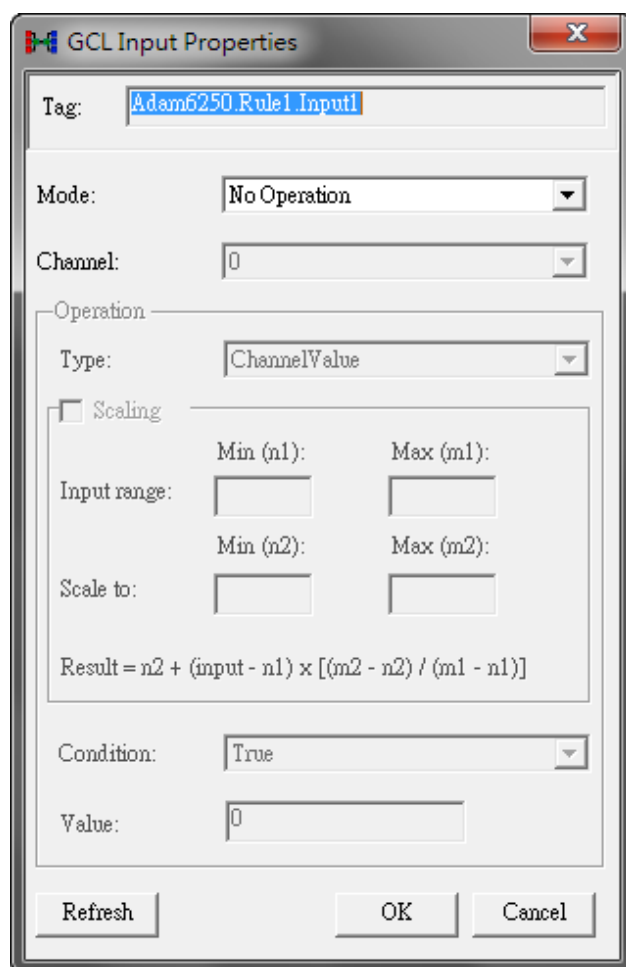 GCL Input Properties
Tag: Adam6250.Rule1.Input1
Mode: No Operation
Channel: 0
Operation
Type: ChannelValue
Scaling
Min (n1): Max (m1):
Input range:
Min (n2): Max (m2):
Scale to:
Result = n2 + (input - n1) x [(m2 - n2) / (m1 - n1)]
Condition: True
Value: 0
Refresh OK Cancel